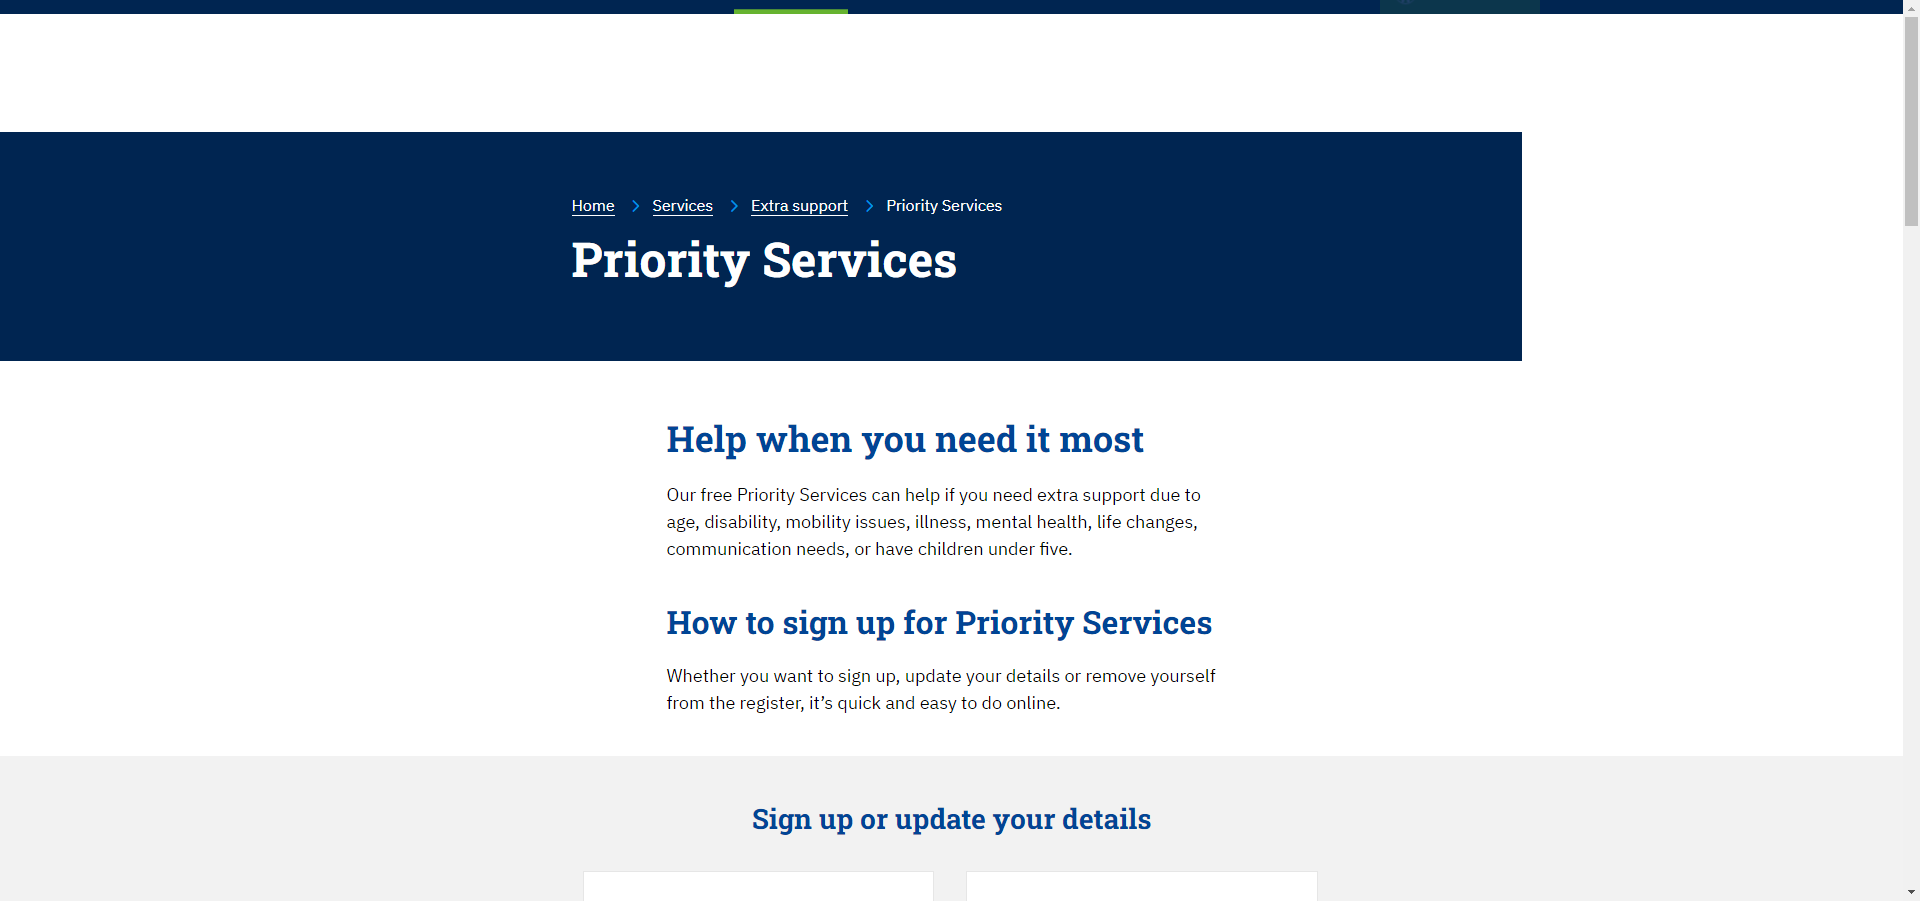 Home Services Extra support Priority Services
Priority Services
Help when you need it most
Our free Priority Services can help if you need extra support due to
age, disability, mobility issues, illness, mental health, life changes,
communication needs, or have children under five.
How to sign up for Priority Services
Whether you want to sign up, update your details or remove yourself
from the register, it’s quick and easy to do online.
Sign up or update your details